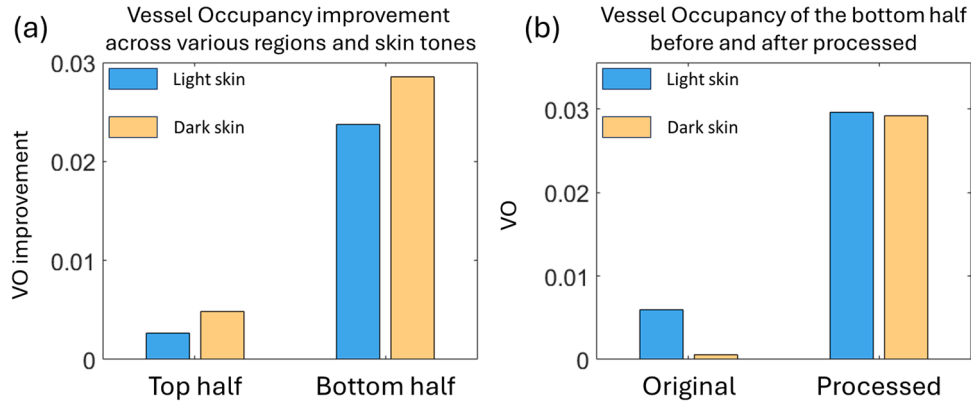 (a)
Vessel Occupancy improvement
across various regions and skin tones
VO improvement
0.03
0.02
0.01
0
Light skin
Dark skin
Top half
Bottom half
(b)
Vessel Occupancy of the bottom half
before and after processed
VO
0.03
0.02
0.01
0
Light skin
Dark skin
Original
Processed